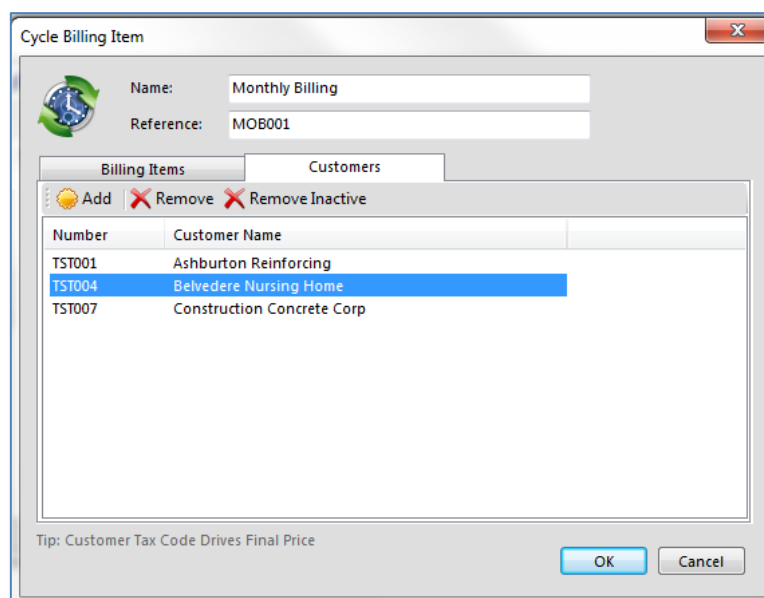 Cycle Billing Item
Name: Monthly Billing
Reference: MOB001
Billing Items Customers
Add Remove Remove Inactive
Number Customer Name
TST001 Ashburton Reinforcing
TST004 Belvedere Nursing Home
TST007 Construction Concrete Corp
Tip: Customer Tax Code Drives Final Price
OK Cancel